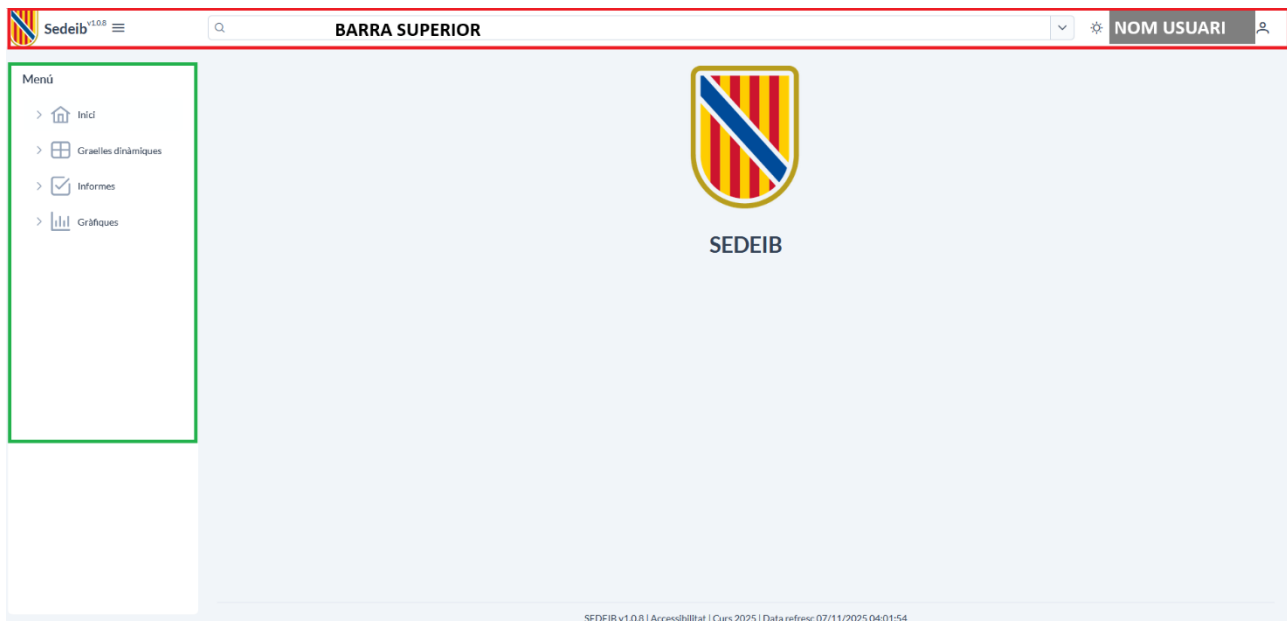 Sedeib v1.0.8
BARRA SUPERIOR
NOM USUARI
Menú
Inici
Graelles dinàmiques
Informes
Gràfiques
SEDEIB
SEDEIB v1.0.8 | Accessibilitat | Curs 2025 | Data refresc 07/11/2025 04:01:54